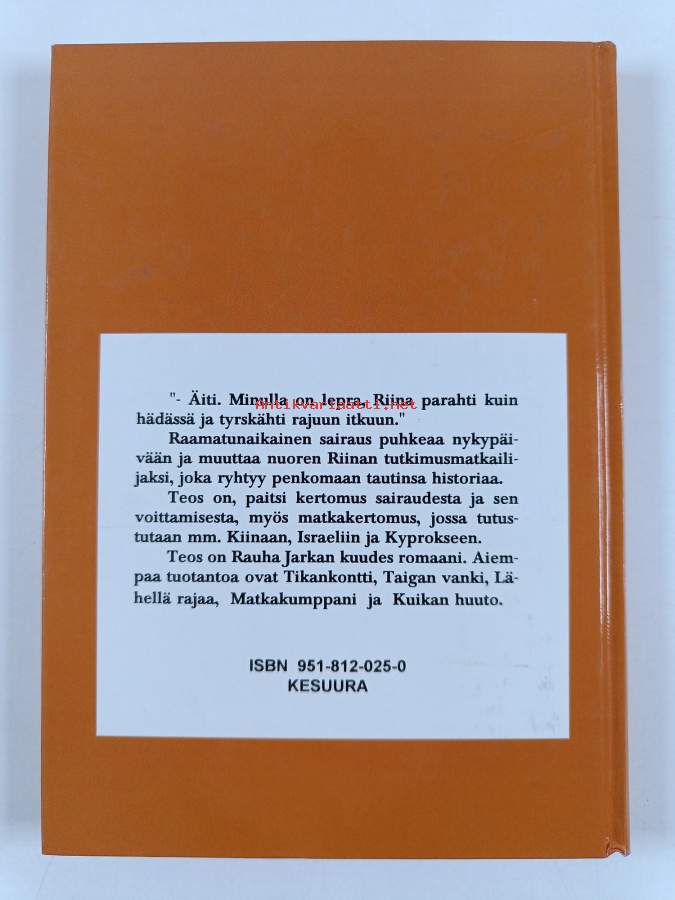 "- Äiti. Minulla on lepra, Riina parahti kuin
Antikvariaatti.net
hädässä ja tyrskähti rajuun itkuun."
Raamatunaikainen sairaus puhkeaa nykypäi-
vään ja muuttaa nuoren Riinan tutkimusmatkaili-
jaksi, joka ryhtyy penkomaan tautinsa historiaa.
Teos on, paitsi kertomus sairaudesta ja sen
voittamisesta, myös matkakertomus, jossa tutus-
tutaan mm. Kiinaan, Israeliin ja Kyprokseen.
Teos on Rauha Jarkan kuudes romaani. Aiem-
paa tuotantoa ovat Tikankontti, Taigan vanki, Lä-
hellä rajaa, Matkakumppani ja Kuikan huuto.
ISBN 951-812-025-0
KESUURA